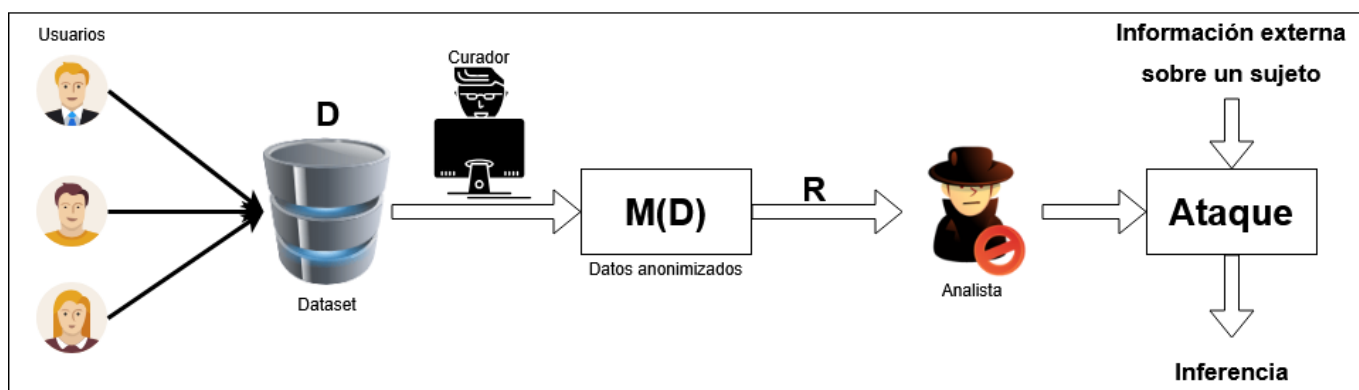 Usuarios
D
Dataset
Curador
M(D)
Datos anonimizados
R
Analista
Información externa
sobre un sujeto
Ataque
Inferencia